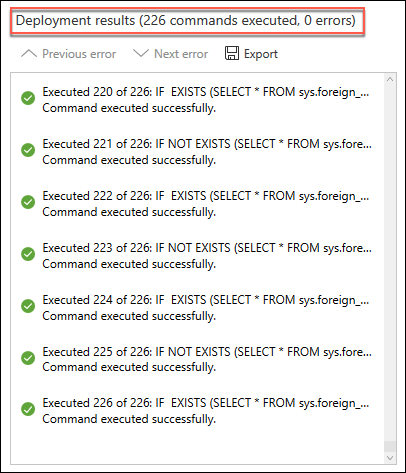 Deployment results (226 commands executed, 0 errors)
Previous error Next error Export
Executed 220 of 226: IF  EXISTS (SELECT * FROM sys.foreign_...
Command executed successfully.
Executed 221 of 226: IF NOT EXISTS (SELECT * FROM sys.fore...
Command executed successfully.
Executed 222 of 226: IF  EXISTS (SELECT * FROM sys.foreign_...
Command executed successfully.
Executed 223 of 226: IF NOT EXISTS (SELECT * FROM sys.fore...
Command executed successfully.
Executed 224 of 226: IF  EXISTS (SELECT * FROM sys.foreign_...
Command executed successfully.
Executed 225 of 226: IF NOT EXISTS (SELECT * FROM sys.fore...
Command executed successfully.
Executed 226 of 226: IF  EXISTS (SELECT * FROM sys.foreign_...
Command executed successfully.